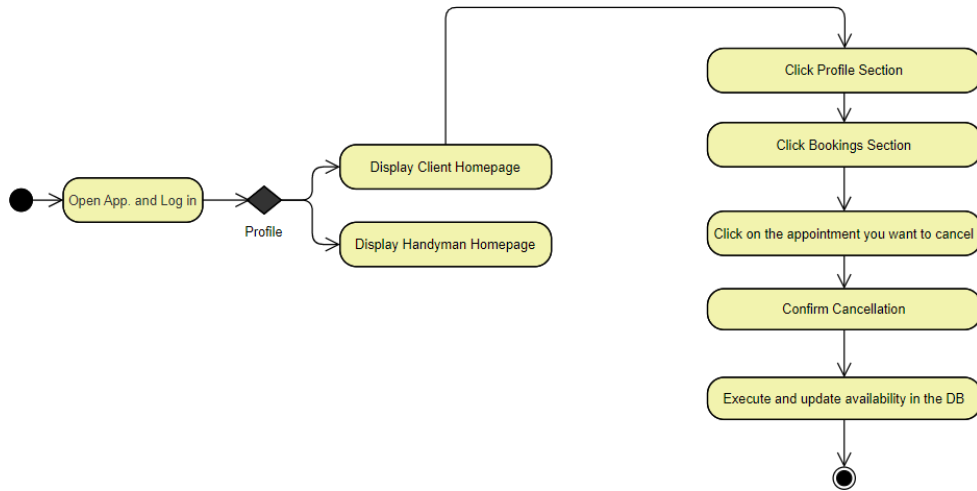 Open App. and Log in
Profile
Display Client Homepage
Display Handyman Homepage
Click Profile Section
Click Bookings Section
Click on the appointment you want to cancel
Confirm Cancellation
Execute and update availability in the DB